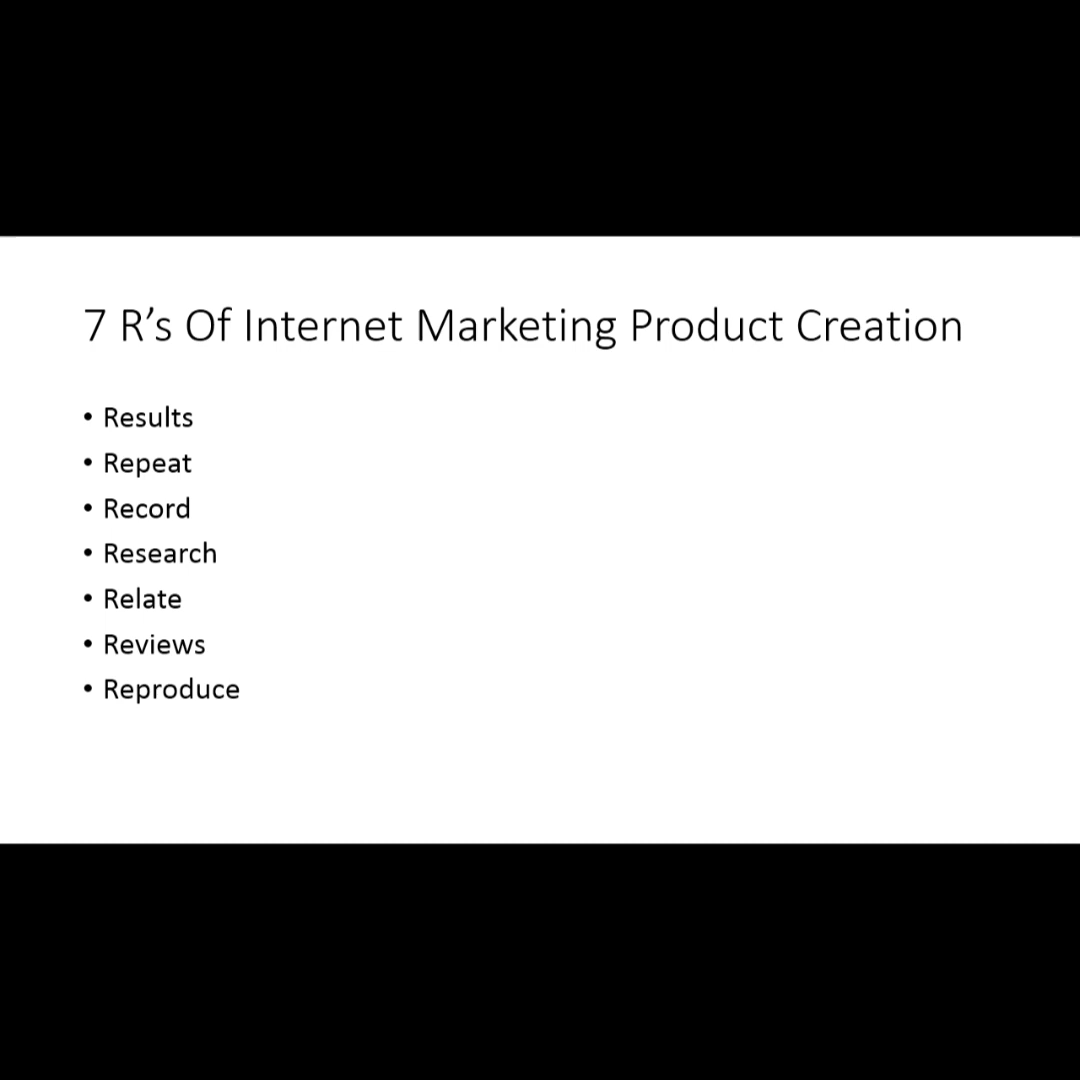 7 R’s Of Internet Marketing Product Creation
• Results
• Repeat
• Record
• Research
• Relate
• Reviews
• Reproduce